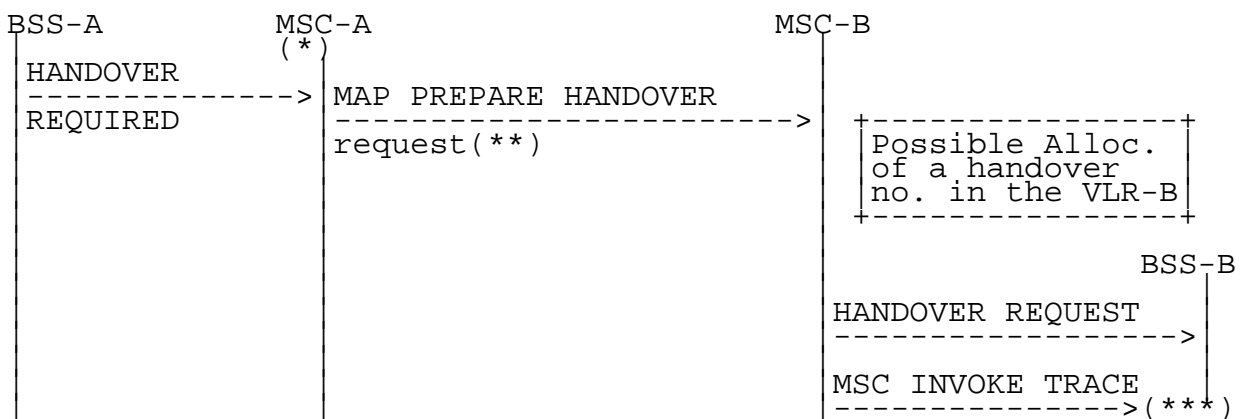 BSS-A MSC-A MSC-B
(*)
HANDOVER
MAP PREPARE HANDOVER
REQUIRED
request(**)
Possible Alloc.
of a handover
no. in the VLR-B
BSS-B
HANDOVER REQUEST
MSC INVOKE TRACE
(***)